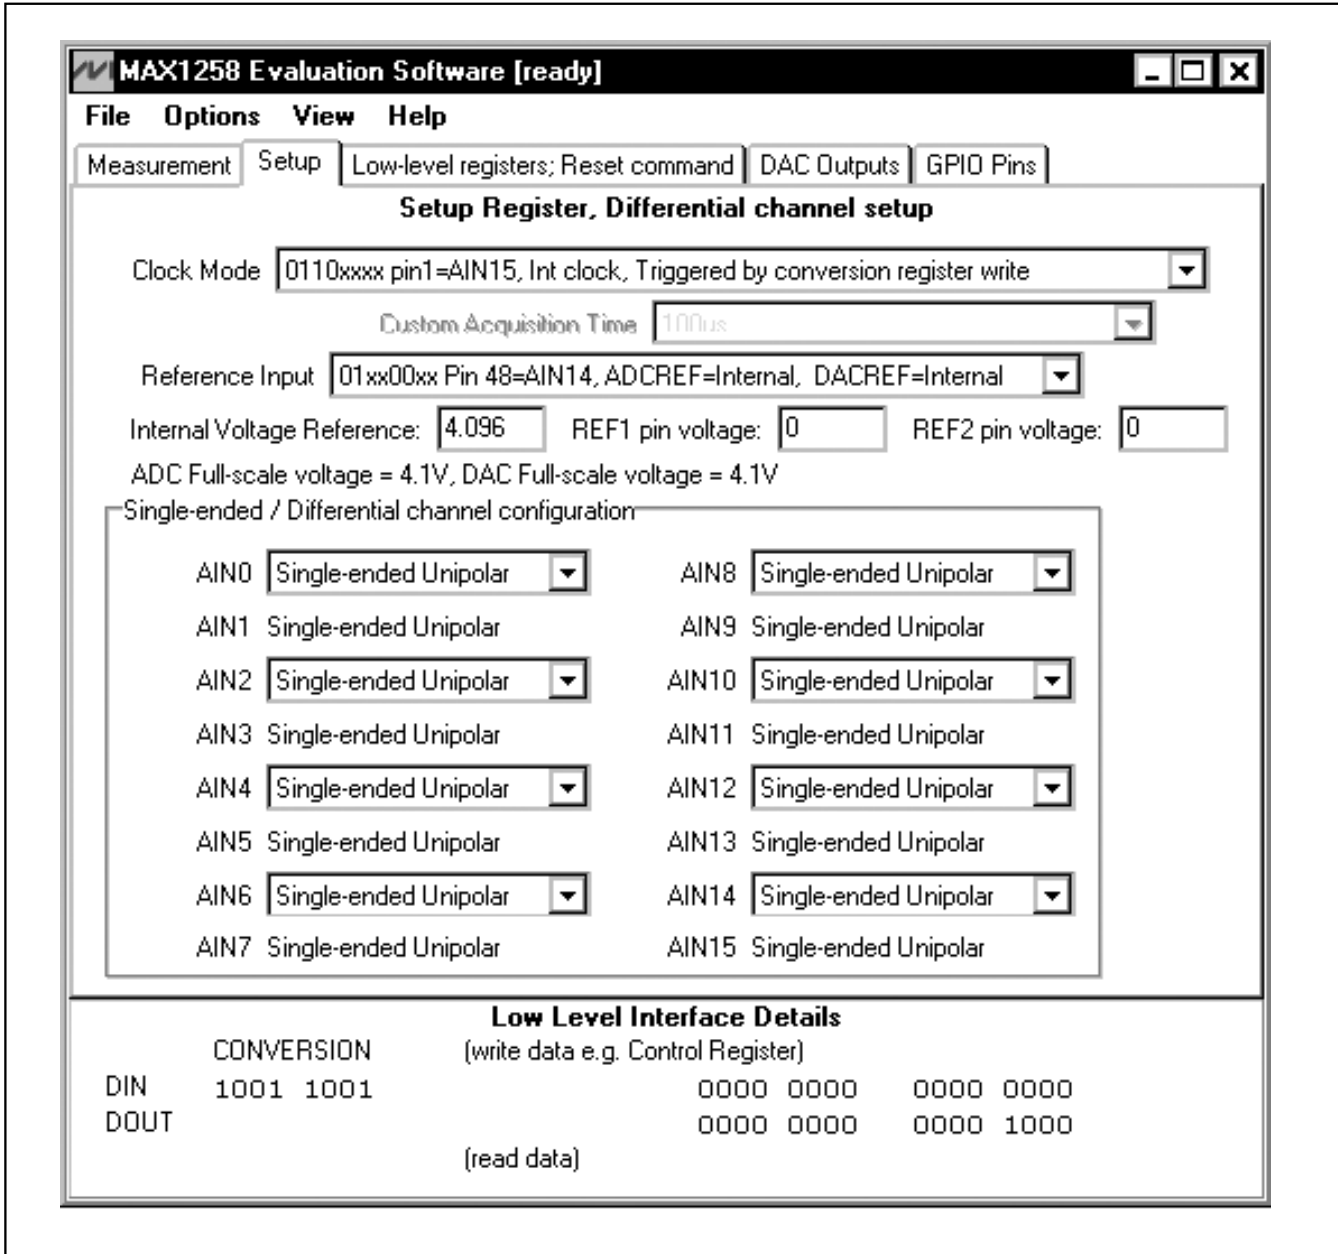 MAX1258 Evaluation Software [ready]
File Options View Help
Measurement Setup Low-level registers; Reset command DAC Outputs GPIO Pins
Setup Register, Differential channel setup
Clock Mode 0110xxxx pin1=AIN15, Int clock, Triggered by conversion register write
Custom Acquisition Time 100us
Reference Input 01xx00xx Pin 48=AIN14, ADCREF=Internal, DACREF=Internal
Internal Voltage Reference: 4.096 REF1 pin voltage: 0 REF2 pin voltage: 0
ADC Full-scale voltage = 4.1V, DAC Full-scale voltage = 4.1V
Single-ended / Differential channel configuration
AIN0 Single-ended Unipolar AIN8 Single-ended Unipolar
AIN1 Single-ended Unipolar AIN9 Single-ended Unipolar
AIN2 Single-ended Unipolar AIN10 Single-ended Unipolar
AIN3 Single-ended Unipolar AIN11 Single-ended Unipolar
AIN4 Single-ended Unipolar AIN12 Single-ended Unipolar
AIN5 Single-ended Unipolar AIN13 Single-ended Unipolar
AIN6 Single-ended Unipolar AIN14 Single-ended Unipolar
AIN7 Single-ended Unipolar AIN15 Single-ended Unipolar
Low Level Interface Details
CONVERSION (write data e.g. Control Register)
DIN 1001 1001 0000 0000 0000 0000
DOUT 0000 0000 0000 1000
(read data)